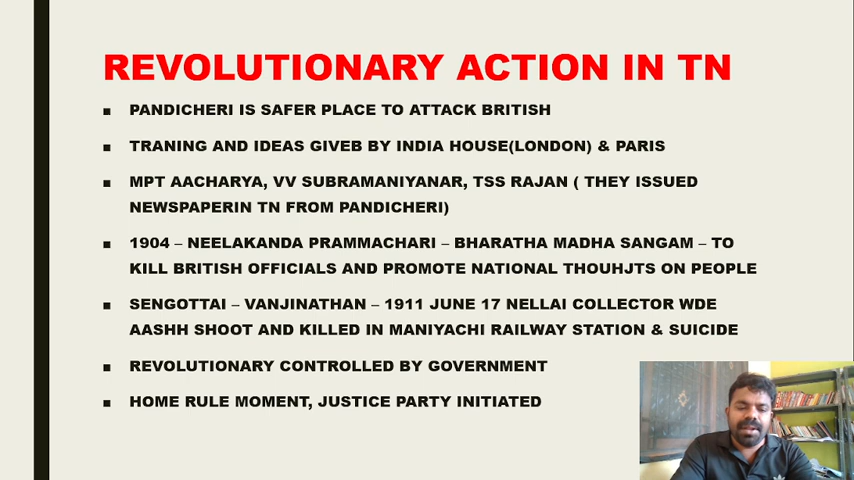 REVOLUTIONARY ACTION IN TN
▪ PANDICHERI IS SAFER PLACE TO ATTACK BRITISH
▪ TRANING AND IDEAS GIVEB BY INDIA HOUSE(LONDON) & PARIS
▪ MPT AACHARYA, VV SUBRAMANIYANAR, TSS RAJAN ( THEY ISSUED
NEWSPAPERIN TN FROM PANDICHERI)
▪ 1904 – NEELAKANDA PRAMMACHARI – BHARATHA MADHA SANGAM – TO
KILL BRITISH OFFICIALS AND PROMOTE NATIONAL THOUHJTS ON PEOPLE
▪ SENGOTTAI – VANJINATHAN – 1911 JUNE 17 NELLAI COLLECTOR WDE
AASHH SHOOT AND KILLED IN MANIYACHI RAILWAY STATION & SUICIDE
▪ REVOLUTIONARY CONTROLLED BY GOVERNMENT
▪ HOME RULE MOMENT, JUSTICE PARTY INITIATED